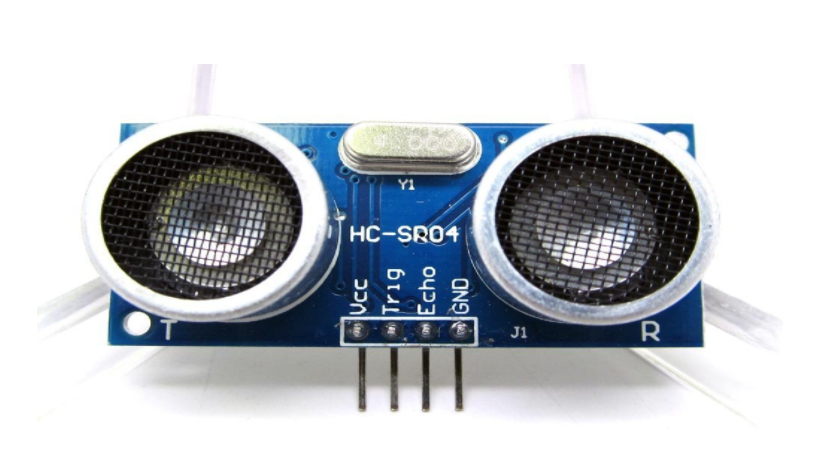 Y1
HC-SR04
Vcc
Trig
Echo
GND
T
J1
R